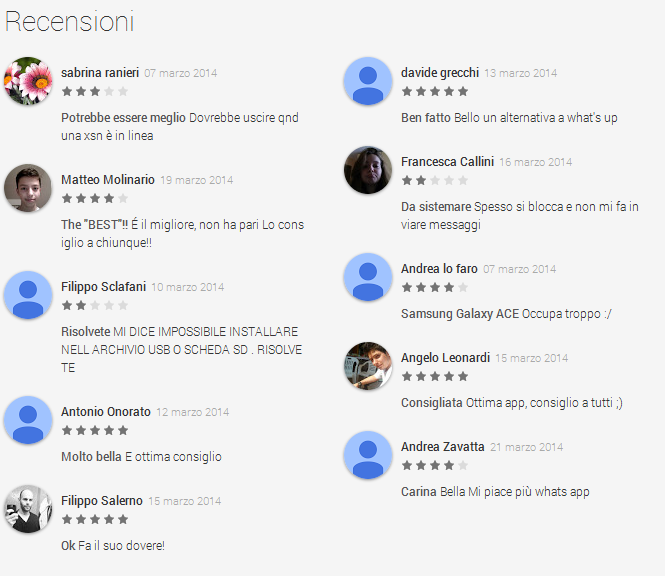 Recensioni
sabrina ranieri 07 marzo 2014
Potrebbe essere meglio Dovrebbe uscire qnd
una xsn è in linea
Matteo Molinario 19 marzo 2014
The "BEST"!! É il migliore, non ha pari Lo cons
iglio a chiunque!!
Filippo Sclafani 10 marzo 2014
Risolvete MI DICE IMPOSSIBILE INSTALLARE
NELL ARCHIVIO USB O SCHEDA SD . RISOLVE
TE
Antonio Onorato 12 marzo 2014
Molto bella E ottima consiglio
Filippo Salerno 15 marzo 2014
Ok Fa il suo dovere!
davide grecchi 13 marzo 2014
Ben fatto Bello un alternativa a what's up
Francesca Callini 16 marzo 2014
Da sistemare Spesso si blocca e non mi fa in
viare messaggi
Andrea lo faro 07 marzo 2014
Samsung Galaxy ACE Occupa troppo :/
Angelo Leonardi 15 marzo 2014
Consigliata Ottima app, consiglio a tutti ;)
Andrea Zavatta 21 marzo 2014
Carina Bella Mi piace più whats app